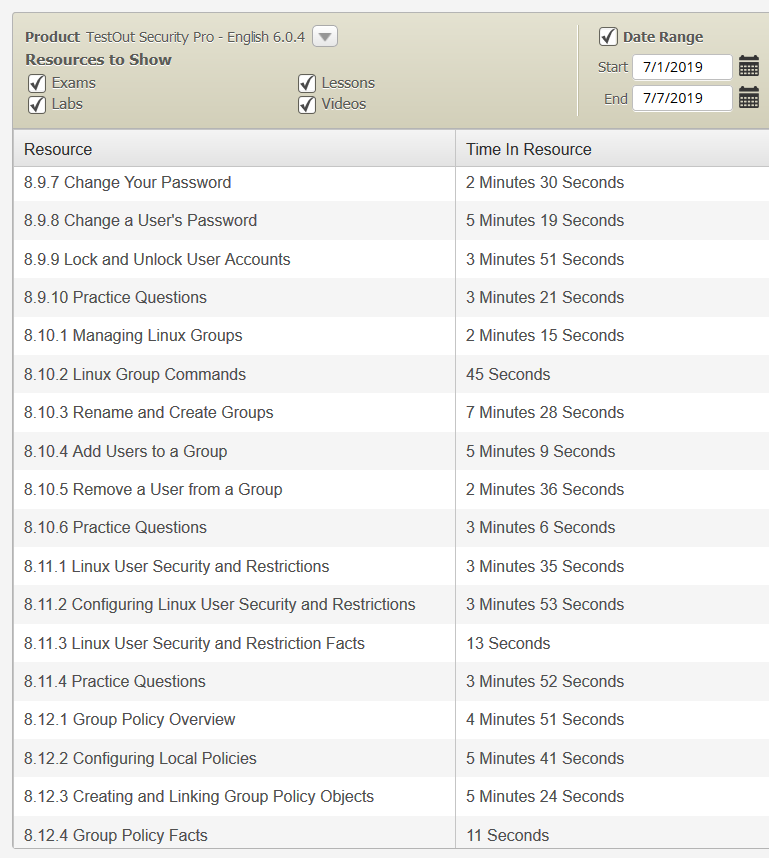 Product TestOut Security Pro - English 6.0.4
Resources to Show
Exams
Lessons
Labs
Videos
Date Range
Start 7/1/2019
End 7/7/2019
Resource Time In Resource
8.9.7 Change Your Password 2 Minutes 30 Seconds
8.9.8 Change a User's Password 5 Minutes 19 Seconds
8.9.9 Lock and Unlock User Accounts 3 Minutes 51 Seconds
8.9.10 Practice Questions 3 Minutes 21 Seconds
8.10.1 Managing Linux Groups 2 Minutes 15 Seconds
8.10.2 Linux Group Commands 45 Seconds
8.10.3 Rename and Create Groups 7 Minutes 28 Seconds
8.10.4 Add Users to a Group 5 Minutes 9 Seconds
8.10.5 Remove a User from a Group 2 Minutes 36 Seconds
8.10.6 Practice Questions 3 Minutes 6 Seconds
8.11.1 Linux User Security and Restrictions 3 Minutes 35 Seconds
8.11.2 Configuring Linux User Security and Restrictions 3 Minutes 53 Seconds
8.11.3 Linux User Security and Restriction Facts 13 Seconds
8.11.4 Practice Questions 3 Minutes 52 Seconds
8.12.1 Group Policy Overview 4 Minutes 51 Seconds
8.12.2 Configuring Local Policies 5 Minutes 41 Seconds
8.12.3 Creating and Linking Group Policy Objects 5 Minutes 24 Seconds
8.12.4 Group Policy Facts 11 Seconds